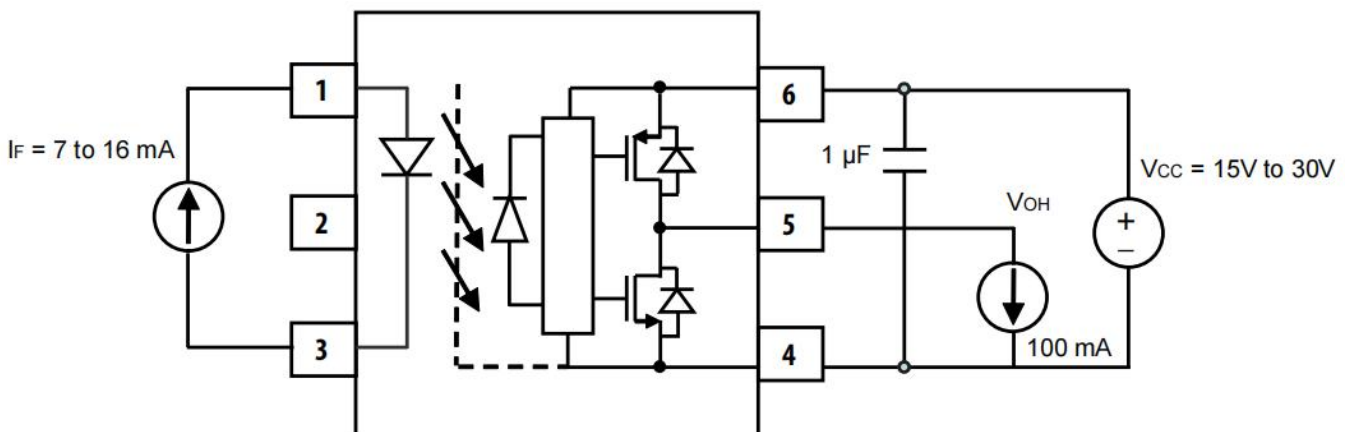 1
6
IF = 7 to 16 mA
1 µF
VCC = 15V to 30V
VOH
2
5
+
–
3
4
100 mA